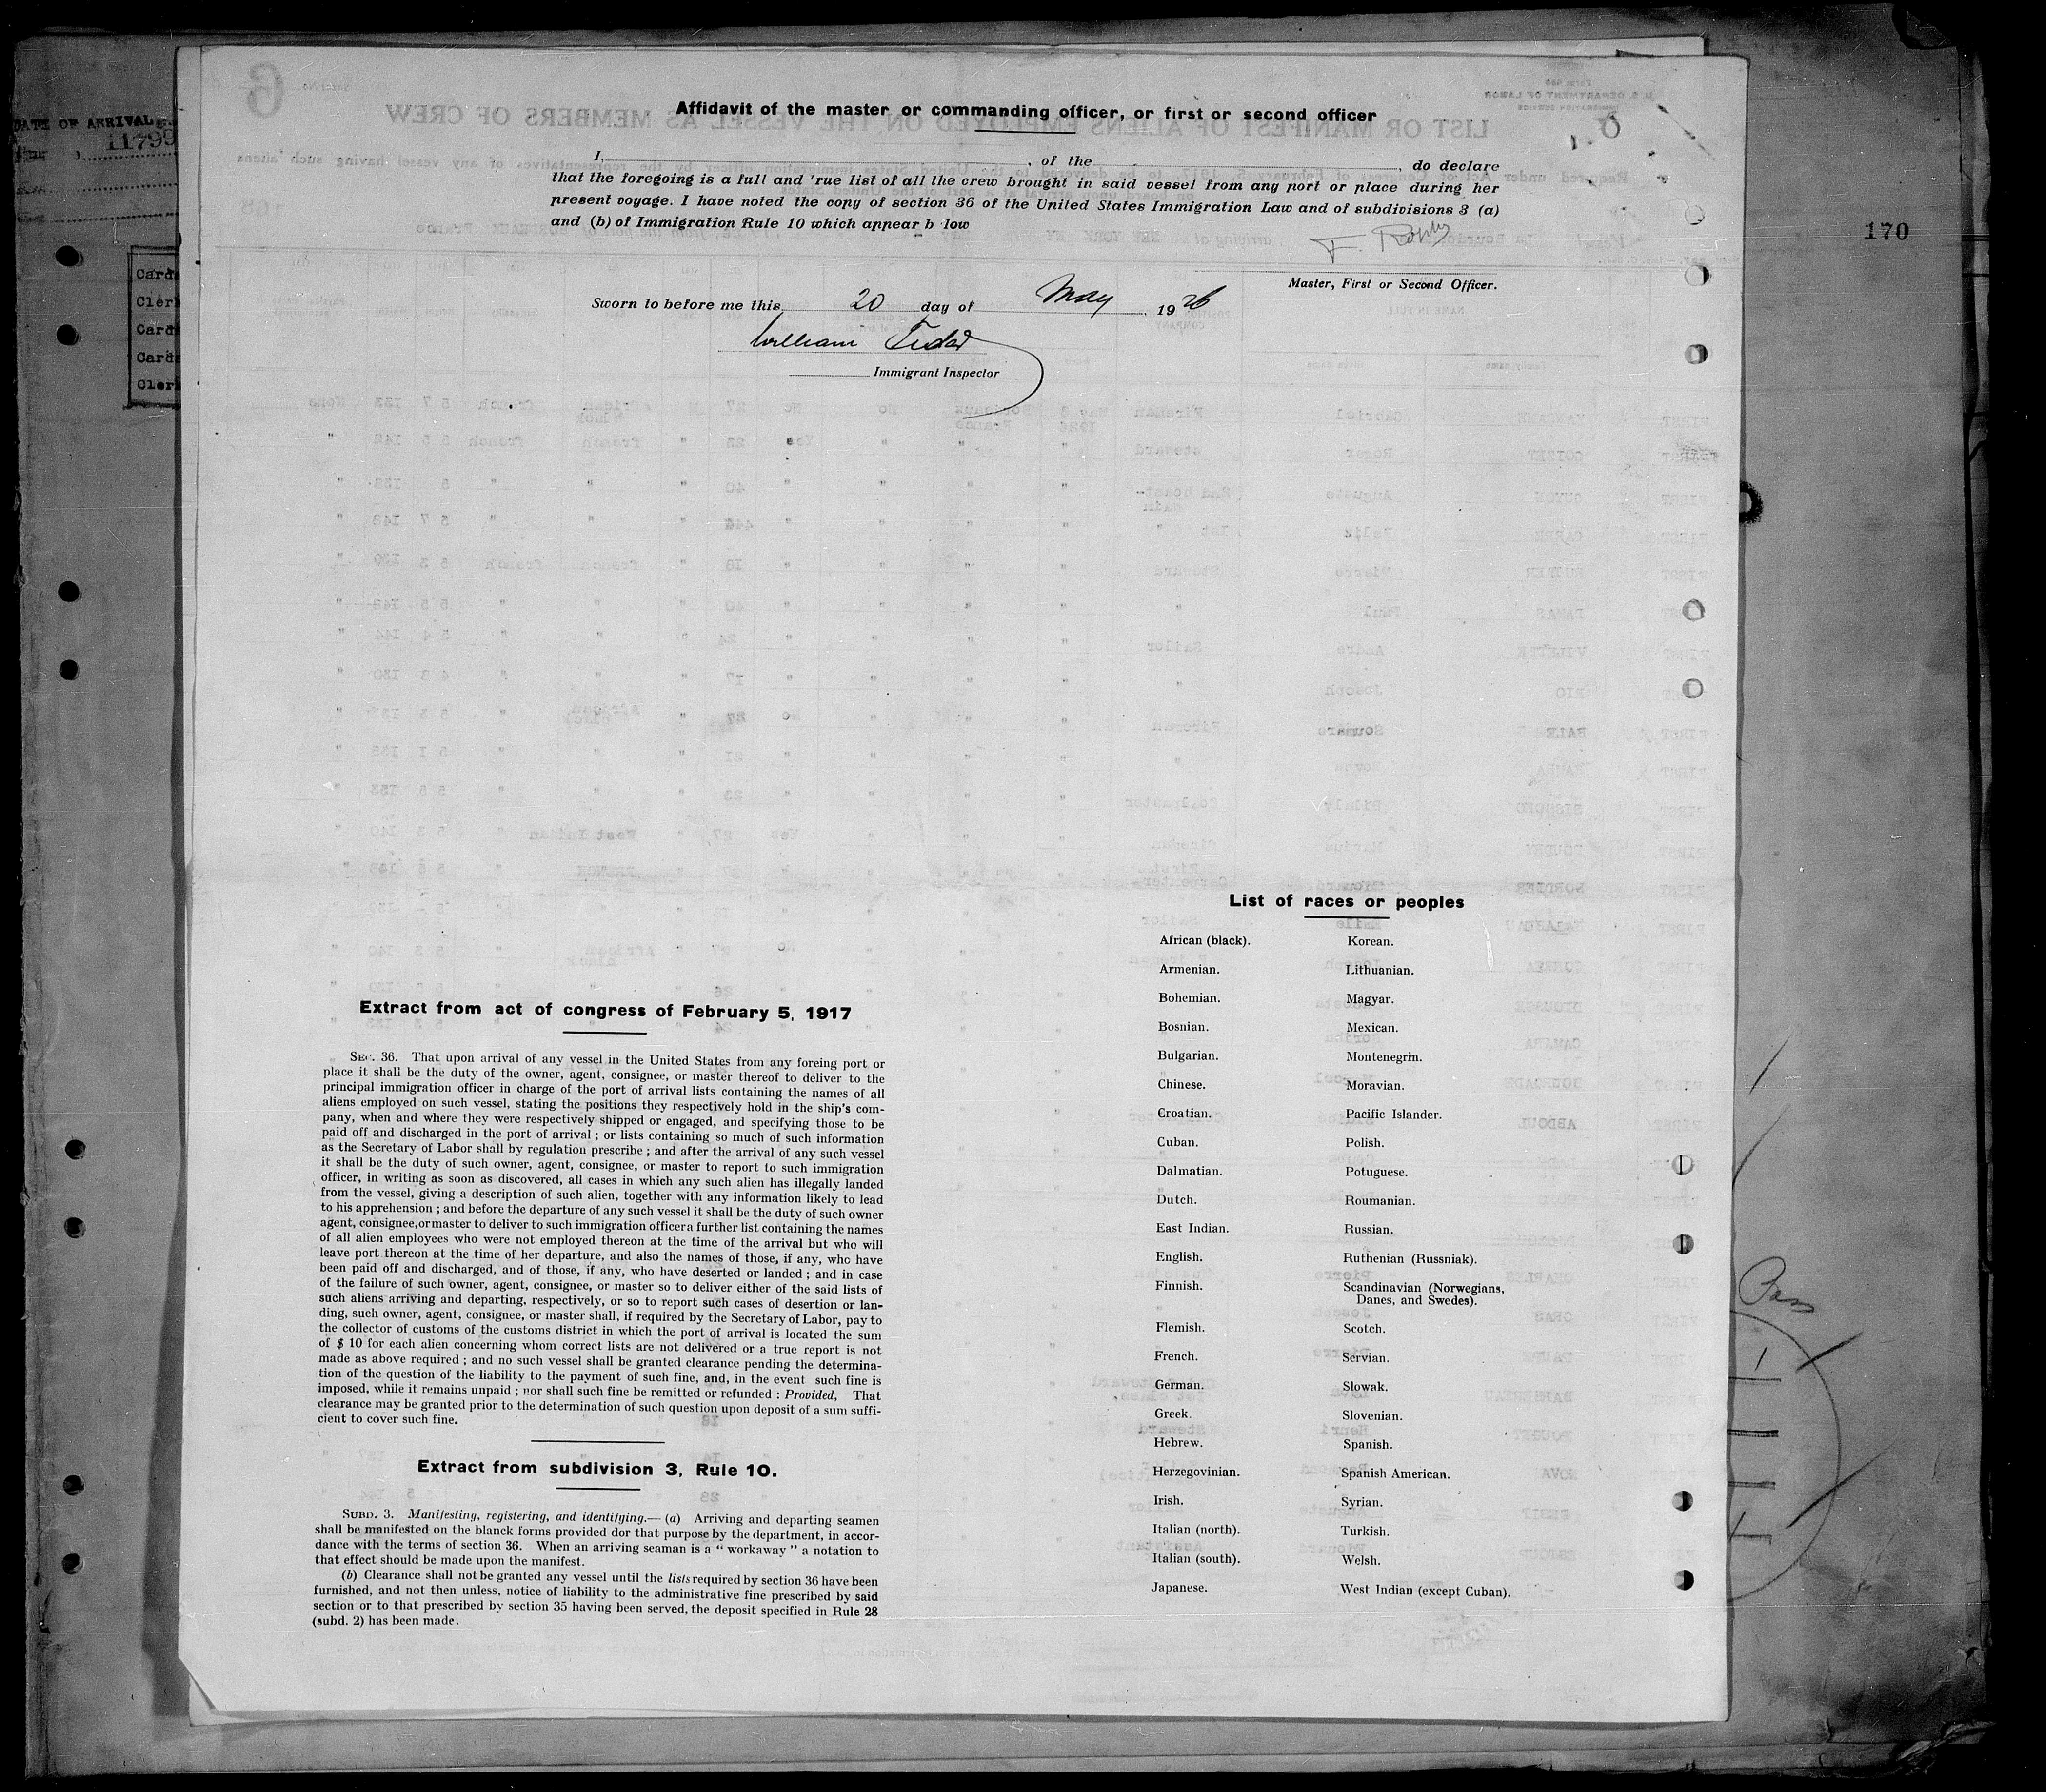 DATE OF ARRIVAL
11799
170
Card
Cler
Card
Card
Cler
Affidavit of the master or commanding officer, or first or second officer
I, , of the , do declare
that the foregoing is a full and 'rue list of all the crew brought in said vessel from any port or place during her
present voyage. I have noted the copy of section 36 of the United States Immigration Law and of subdivisions 3 (a)
and (b) of Immigration Rule 10 which appear b low
F.
Master, First or Second Officer.
Sworn to before me this 20 day of May 1926
William
Immigrant Inspector
Extract from act of congress of February 5, 1917
SEC. 36. That upon arrival of any vessel in the United States from any foreing port or
place it shall be the duty of the owner, agent, consignee, or master thereof to deliver to the
principal immigration officer in charge of the port of arrival lists containing the names of all
aliens employed on such vessel, stating the positions they respectively hold in the ship's com-
pany, when and where they were respectively shipped or engaged, and specifying those to be
paid off and discharged in the port of arrival ; or lists containing so much of such information
as the Secretary of Labor shall by regulation prescribe ; and after the arrival of any such vessel
it shall be the duty of such owner, agent, consignee, or master to report to such immigration
officer, in writing as soon as discovered, all cases in which any such alien has illegally landed
from the vessel, giving a description of such alien, together with any information likely to lead
to his apprehension ; and before the departure of any such vessel it shall be the duty of such owner
agent, consignee,ormaster to deliver to such immigration officer a further list containing the names
of all alien employees who were not employed thereon at the time of the arrival but who will
leave port thereon at the time of her departure, and also the names of those, if any, who have
been paid off and discharged, and of those, if any, who have deserted or landed ; and in case
of the failure of such owner, agent, consignee, or master so to deliver either of the said lists of
such aliens arriving and departing, respectively, or so to report such cases of desertion or lan-
ding, such owner, agent, consignee, or master shall, if required by the Secretary of Labor, pay to
the collector of customs of the customs district in which the port of arrival is located the sum
of $ 10 for each alien concerning whom correct lists are not delivered or a true report is not
made as above required ; and no such vessel shall be granted clearance pending the determina-
tion of the question of the liability to the payment of such fine, and, in the event such fine is
imposed, while it remains unpaid ; nor shall such fine be remitted or refunded : Provided, That
clearance may be granted prior to the determination of such question upon deposit of a sum suffi-
cient to cover such fine.
Extract from subdivision 3, Rule 10.
SUBD. 3. Manifesting, registering, and identifying.— (a) Arriving and departing seamen
shall be manifested on the blanck forms provided dor that purpose by the department, in accor-
dance with the terms of section 36. When an arriving seaman is a “ workaway ” a notation to
that effect should be made upon the manifest.
(b) Clearance shall not be granted any vessel until the lists required by section 36 have been
furnished, and not then unless, notice of liability to the administrative fine prescribed by said
section or to that prescribed by section 35 having been served, the deposit specified in Rule 28
(subd. 2) has been made.
List of races or peoples
African (black).
Armenian.
Bohemian.
Bosnian.
Bulgarian.
Chinese.
Croatian.
Cuban.
Dalmatian.
Dutch.
East Indian.
English.
Finnish.
Flemish.
French.
German.
Greek.
Hebrew.
Herzegovinian.
Irish.
Italian (north).
Italian (south).
Japanese.
Korean.
Lithuanian.
Magyar.
Mexican.
Montenegrin.
Moravian.
Pacific Islander.
Polish.
Potuguese.
Roumanian.
Russian.
Ruthenian (Russniak).
Scandinavian (Norwegians,
Danes, and Swedes).
Scotch.
Servian.
Slowak.
Slovenian.
Spanish.
Spanish American.
Syrian.
Turkish.
Welsh.
West Indian (except Cuban).